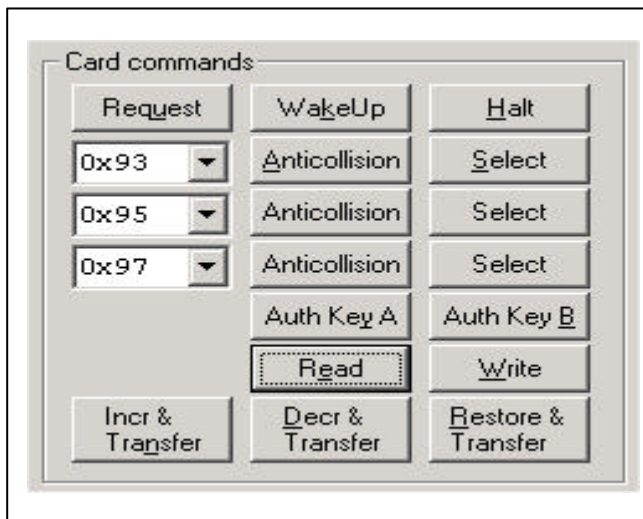 Card commands
Request WakeUp Halt
0x93 Anticollision Select
0x95 Anticollision Select
0x97 Anticollision Select
Auth Key A Auth Key B
Read Write
Incr & Decr & Restore &
Transfer Transfer Transfer